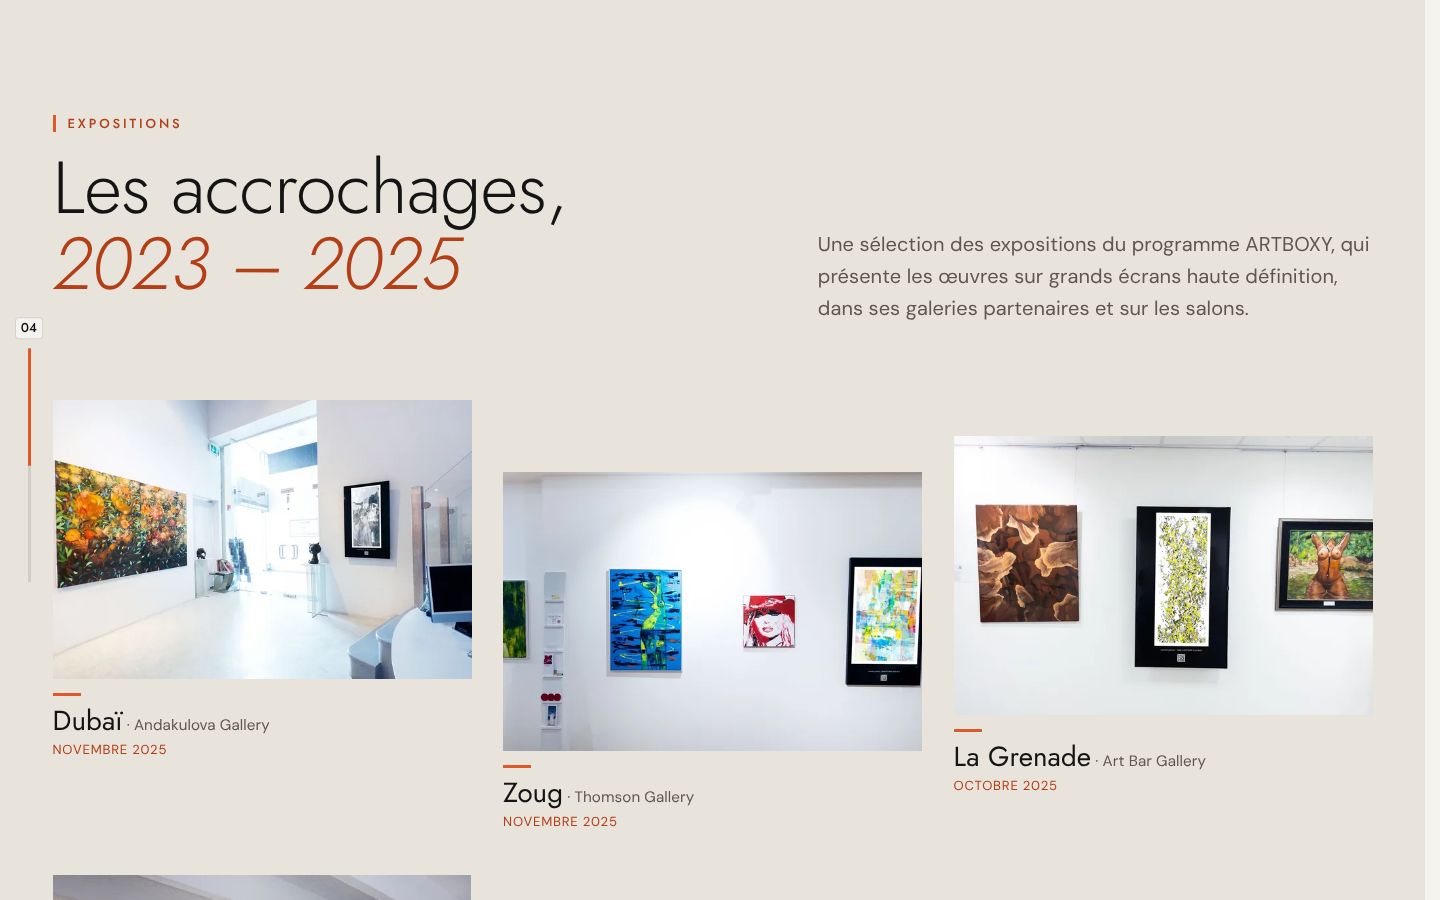 EXPOSITIONS
Les accrochages,
2023 – 2025
Une sélection des expositions du programme ARTBOXY, qui
présente les œuvres sur grands écrans haute définition,
dans ses galeries partenaires et sur les salons.
04
Dubaï · Andakulova Gallery
NOVEMBRE 2025
Zoug · Thomson Gallery
NOVEMBRE 2025
La Grenade · Art Bar Gallery
OCTOBRE 2025